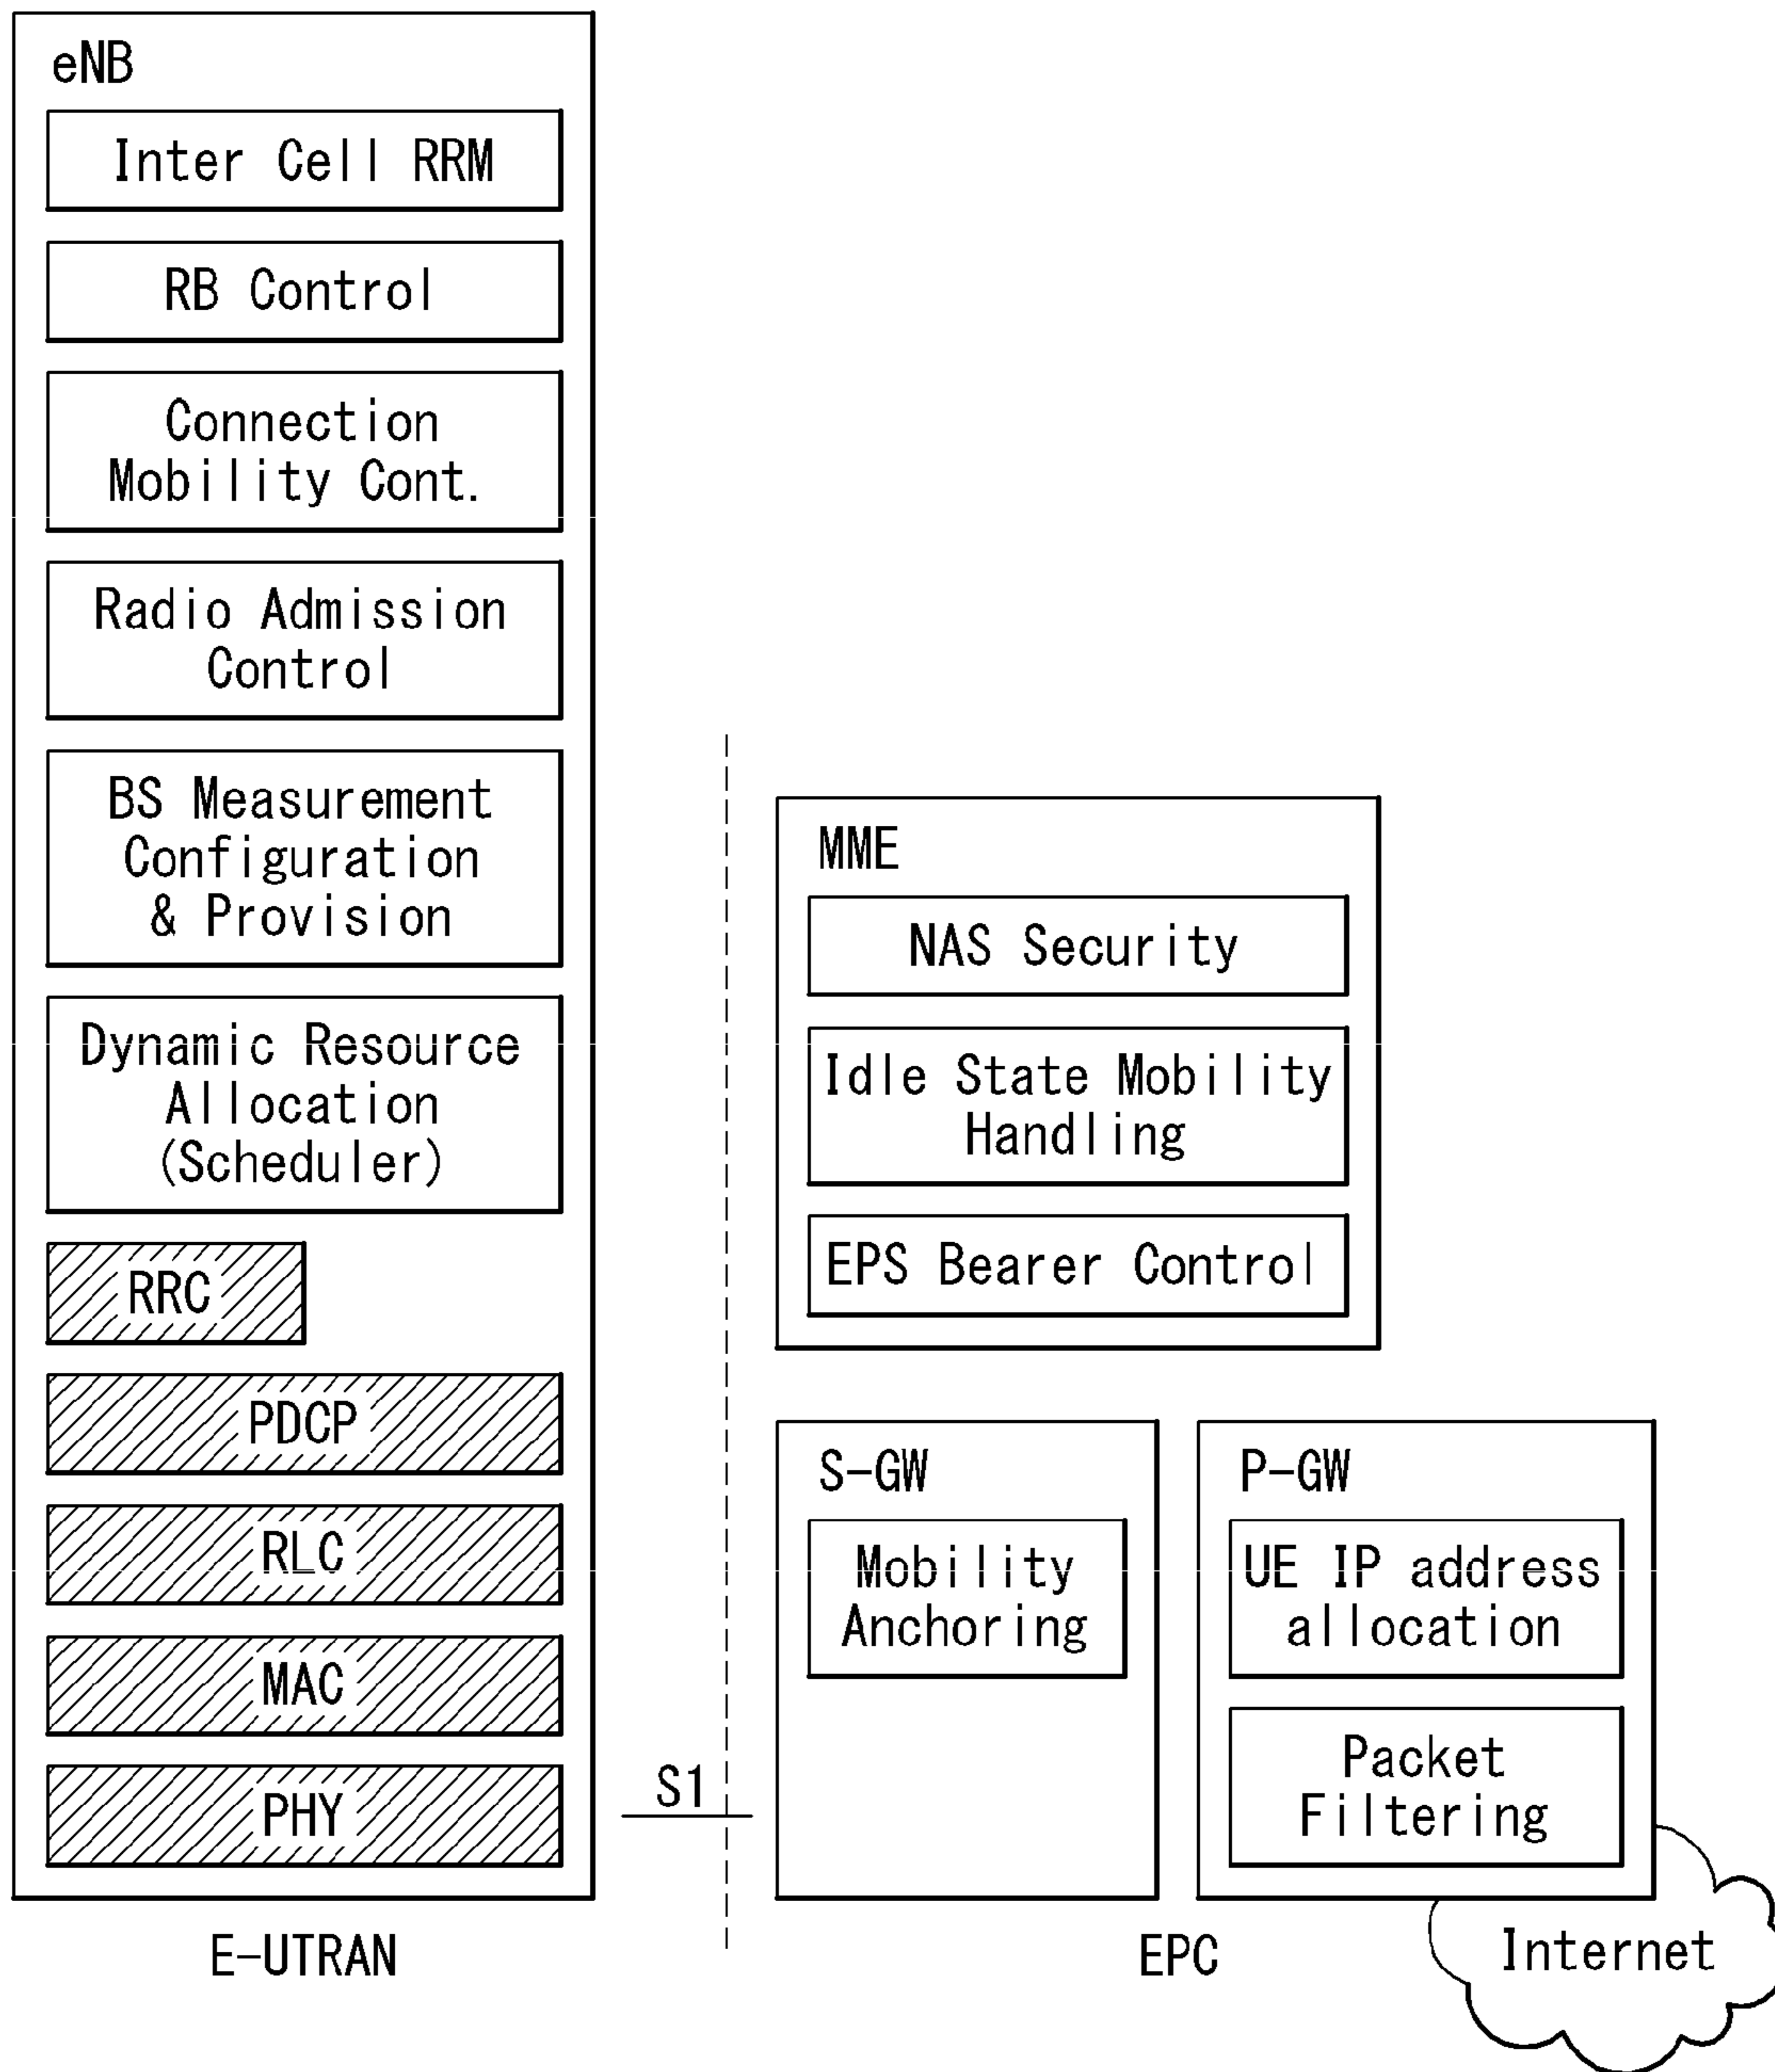 eNB
Inter Cell RRM
RB Control
Connection
Mobility Cont.
Radio Admission
Control
BS Measurement
Configuration
& Provision
Dynamic Resource
Allocation
(Scheduler)
RRC
PDCP
RLC
MAC
PHY
S1
E-UTRAN
MME
NAS Security
Idle State Mobility
Handling
EPS Bearer Control
S-GW
Mobility
Anchoring
P-GW
UE IP address
allocation
Packet
Filtering
EPC
Internet